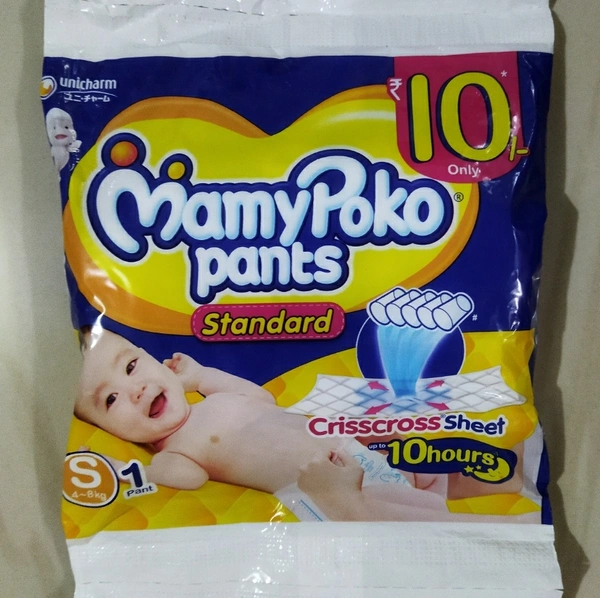 unicharm
ユニ・チャーム
₹10/-*
Only
MamyPoko®
pants
Standard
#
Crisscross Sheet
up to 10 hours
S
4~8kg
1
Pant